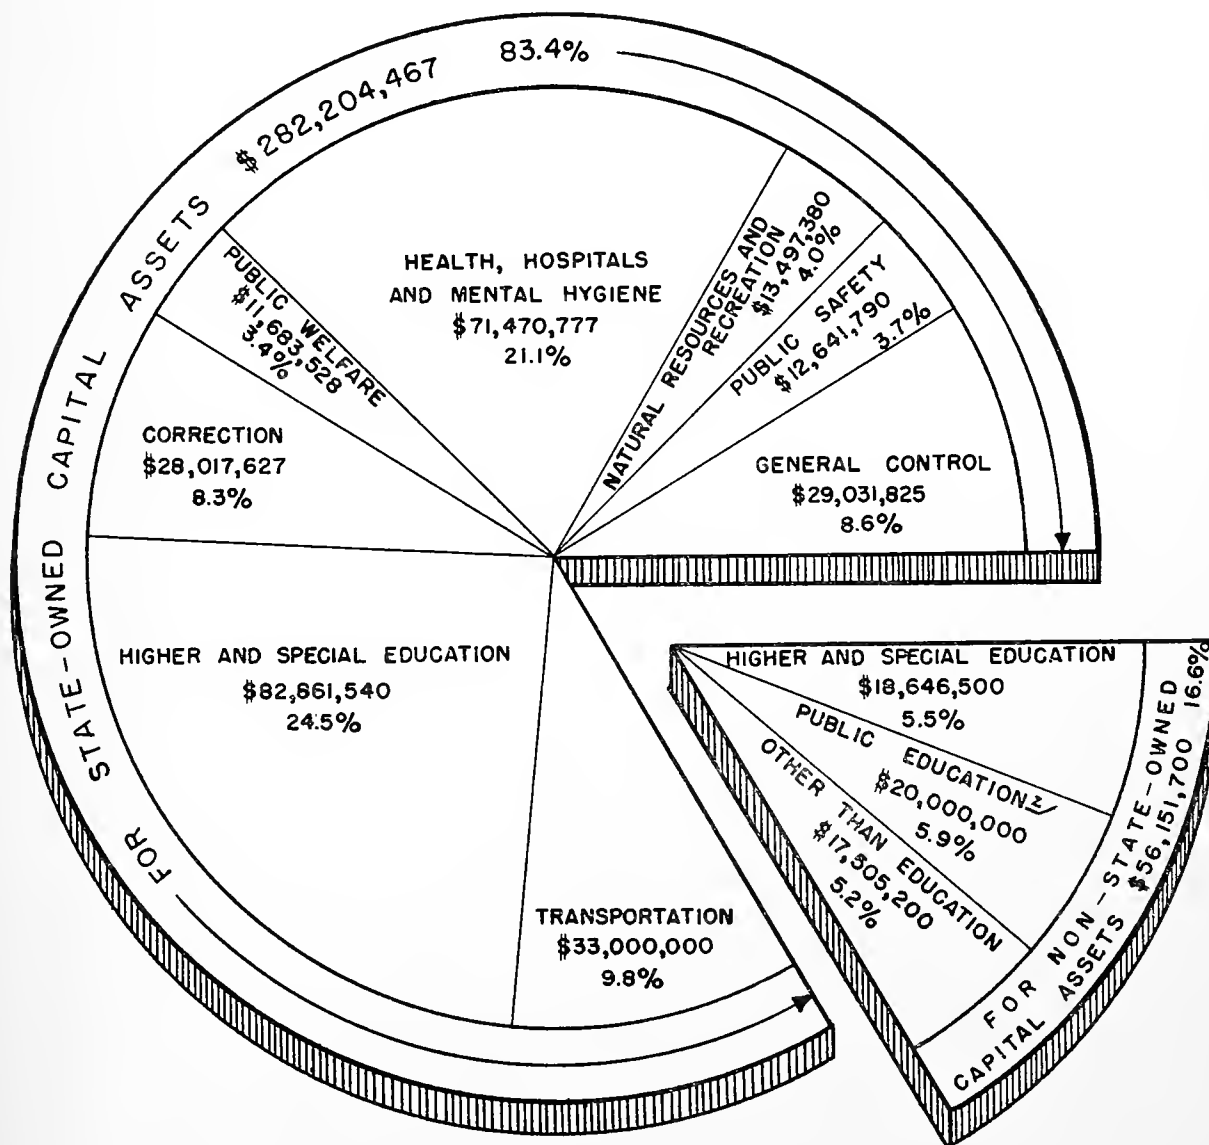 FOR STATE-OWNED CAPITAL ASSETS $282,204,467 83.4%
HEALTH, HOSPITALS
AND MENTAL HYGIENE
$71,470,777
21.1%
NATURAL RESOURCES AND
RECREATION
$13,497,380
4.0%
PUBLIC SAFETY
$12,641,790
3.7%
GENERAL CONTROL
$29,031,825
8.6%
PUBLIC WELFARE
$11,683,528
3.4%
CORRECTION
$28,017,627
8.3%
HIGHER AND SPECIAL EDUCATION
$82,861,540
24.5%
TRANSPORTATION
$33,000,000
9.8%
HIGHER AND SPECIAL EDUCATION
$18,646,500
5.5%
PUBLIC EDUCATION 2/
$20,000,000
5.9%
OTHER THAN EDUCATION
$17,505,200
5.2%
FOR NON-STATE-OWNED
CAPITAL ASSETS $56,151,700 16.6%